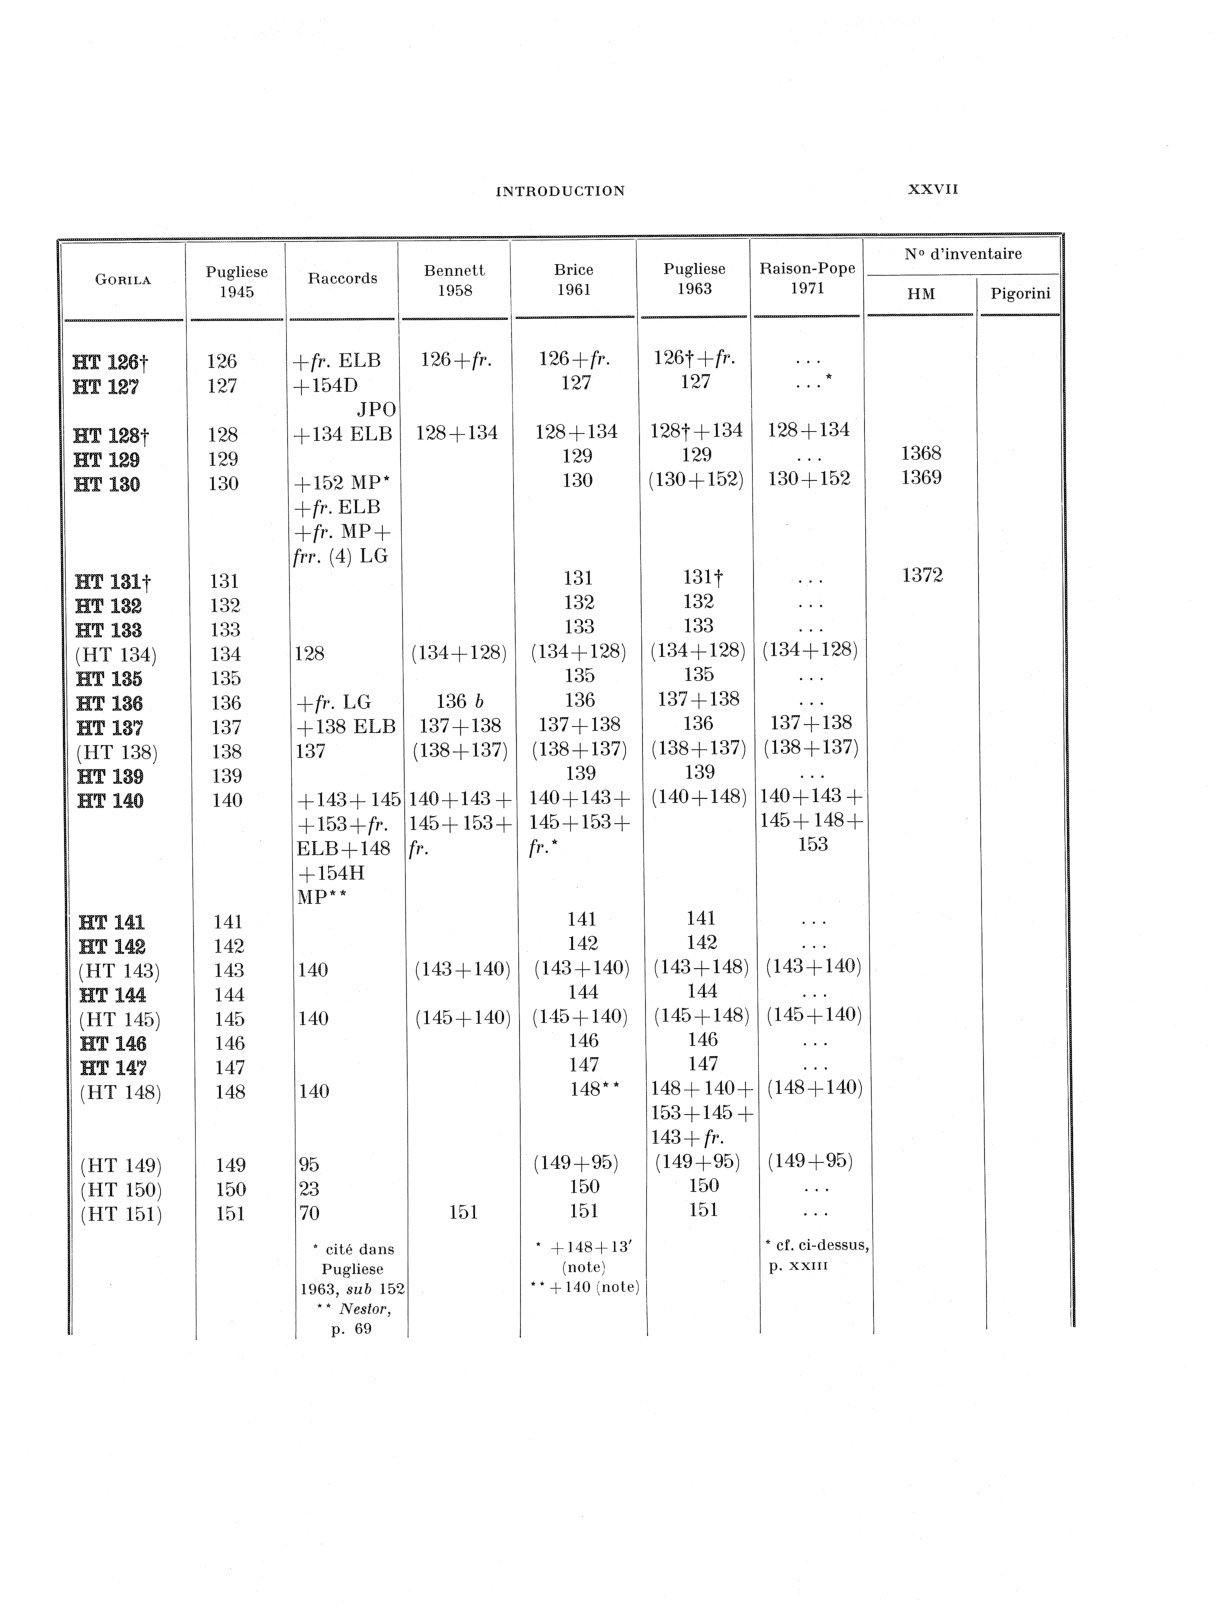 INTRODUCTION XXVII
GORILA Pugliese 1945 Raccords Bennett 1958 Brice 1961 Pugliese 1963 Raison-Pope 1971 Nº d'inventaire HM Pigorini
HT 126† 126 +fr. ELB 126+fr. 126+fr. 126†+fr. ...
HT 127 127 +154D 127 127 ...*
JPO
HT 128† 128 +134 ELB 128+134 128+134 128†+134 128+134
HT 129 129 129 129 ... 1368
HT 130 130 +152 MP* 130 (130+152) 130+152 1369
+fr. ELB
+fr. MP+
frr. (4) LG
HT 131† 131 131 131† ... 1372
HT 132 132 132 132 ...
HT 133 133 133 133 ...
(HT 134) 134 128 (134+128) (134+128) (134+128) (134+128)
HT 135 135 135 135 ...
HT 136 136 +fr. LG 136 b 136 137+138 ...
HT 137 137 +138 ELB 137+138 137+138 136 137+138
(HT 138) 138 137 (138+137) (138+137) (138+137) (138+137)
HT 139 139 139 139 ...
HT 140 140 +143+145 140+143+ 140+143+ (140+148) 140+143+
+153+fr. 145+153+ 145+153+ 145+148+
ELB+148 fr. fr.* 153
+154H
MP**
HT 141 141 141 141 ...
HT 142 142 142 142 ...
(HT 143) 143 140 (143+140) (143+140) (143+148) (143+140)
HT 144 144 144 144 ...
(HT 145) 145 140 (145+140) (145+140) (145+148) (145+140)
HT 146 146 146 146 ...
HT 147 147 147 147 ...
(HT 148) 148 140 148** 148+140+ (148+140)
153+145+
143+fr.
(HT 149) 149 95 (149+95) (149+95) (149+95)
(HT 150) 150 23 150 150 ...
(HT 151) 151 70 151 151 151 ...
* cité dans * +148+13′ * cf. ci-dessus,
Pugliese (note) p. XXIII
1963, sub 152 **+140 (note)
** Nestor,
p. 69